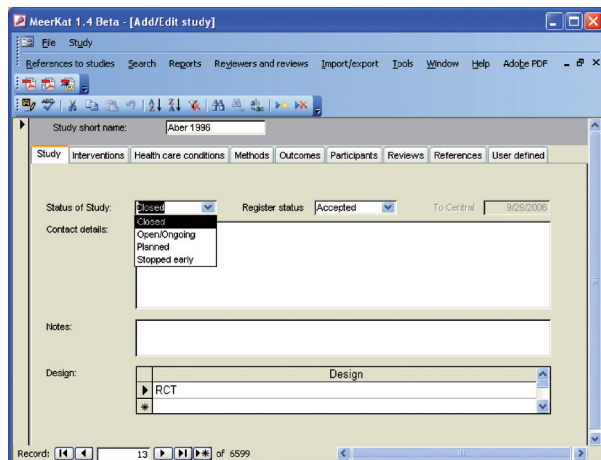 MeerKat 1.4 Beta - [Add/Edit study]
File Study
References to studies Search Reports Reviewers and reviews Import/export Tools Window Help Adobe PDF
Study short name: Aber 1996
Study Interventions Health care conditions Methods Outcomes Participants Reviews References User defined
Status of Study: Closed Register status Accepted To Central 9/29/2006
Closed
Contact details:
Open/Ongoing
Planned
Stopped early
Notes:
Design: Design
RCT
Record: 13 of 6599